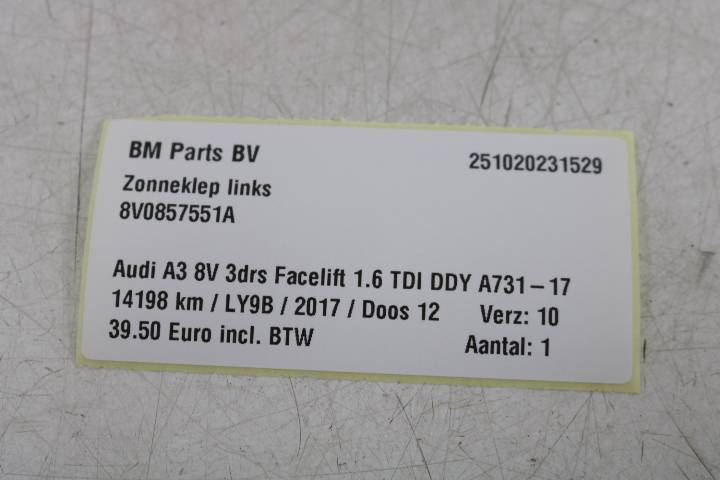 BM Parts BV 251020231529
Zonneklep links
8V0857551A
Audi A3 8V 3drs Facelift 1.6 TDI DDY A731-17
14198 km / LY9B / 2017 / Doos 12 Verz: 10
39.50 Euro incl. BTW Aantal: 1